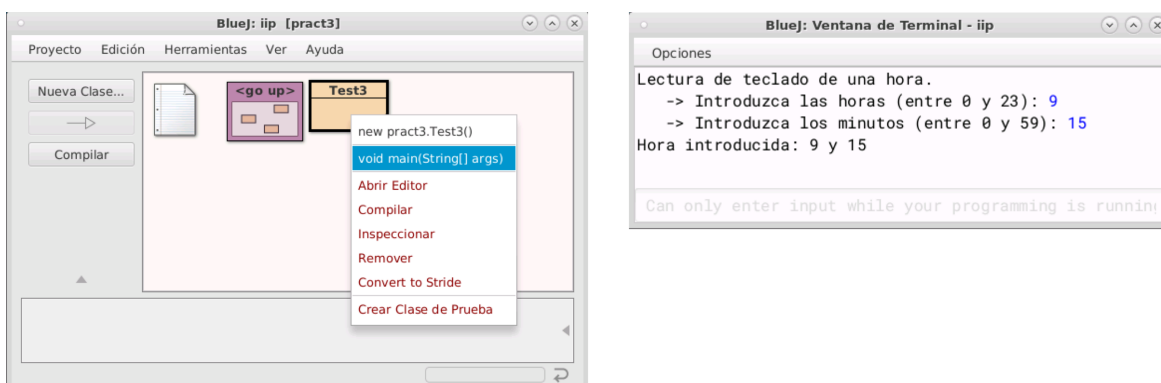 BlueJ: iip [pract3]
Proyecto Edición Herramientas Ver Ayuda
Nueva Clase...
Compilar
<go up>
Test3
new pract3.Test3()
void main(String[] args)
Abrir Editor
Compilar
Inspeccionar
Remover
Convert to Stride
Crear Clase de Prueba
BlueJ: Ventana de Terminal - iip
Opciones
Lectura de teclado de una hora.
-> Introduzca las horas (entre 0 y 23): 9
-> Introduzca los minutos (entre 0 y 59): 15
Hora introducida: 9 y 15
Can only enter input while your programming is running